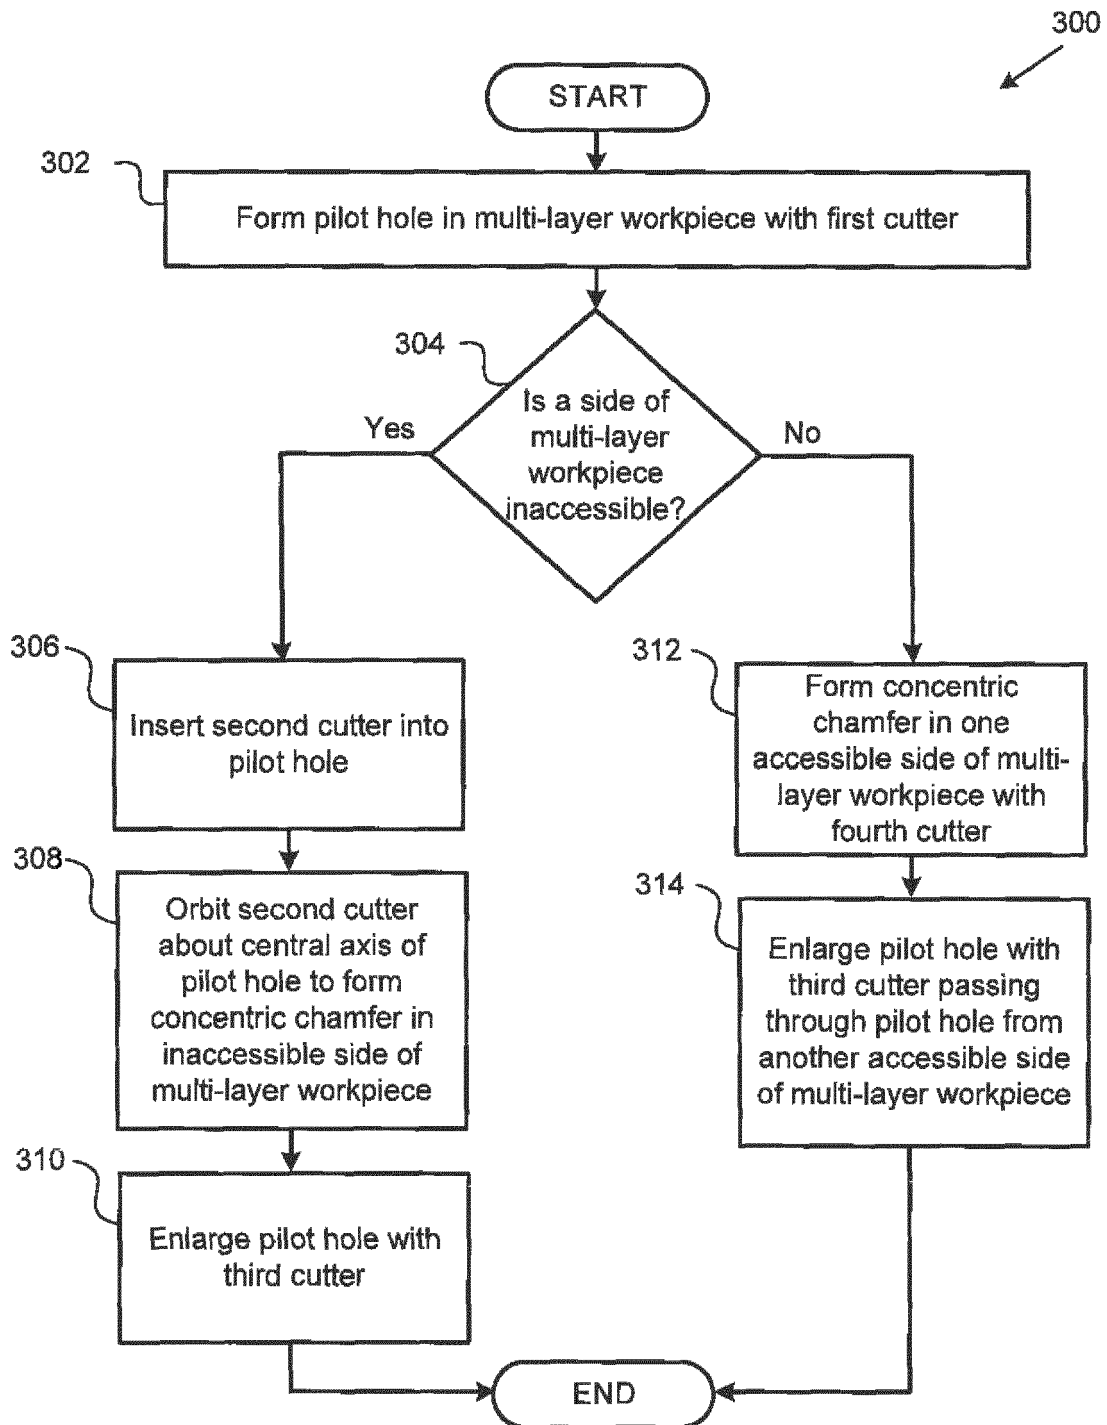 300
START
302
Form pilot hole in multi-layer workpiece with first cutter
304
Is a side of
multi-layer
workpiece
inaccessible?
Yes
No
306
Insert second cutter into
pilot hole
308
Orbit second cutter
about central axis of
pilot hole to form
concentric chamfer in
inaccessible side of
multi-layer workpiece
310
Enlarge pilot hole with
third cutter
312
Form concentric
chamfer in one
accessible side of multi-
layer workpiece with
fourth cutter
314
Enlarge pilot hole with
third cutter passing
through pilot hole from
another accessible side
of multi-layer workpiece
END